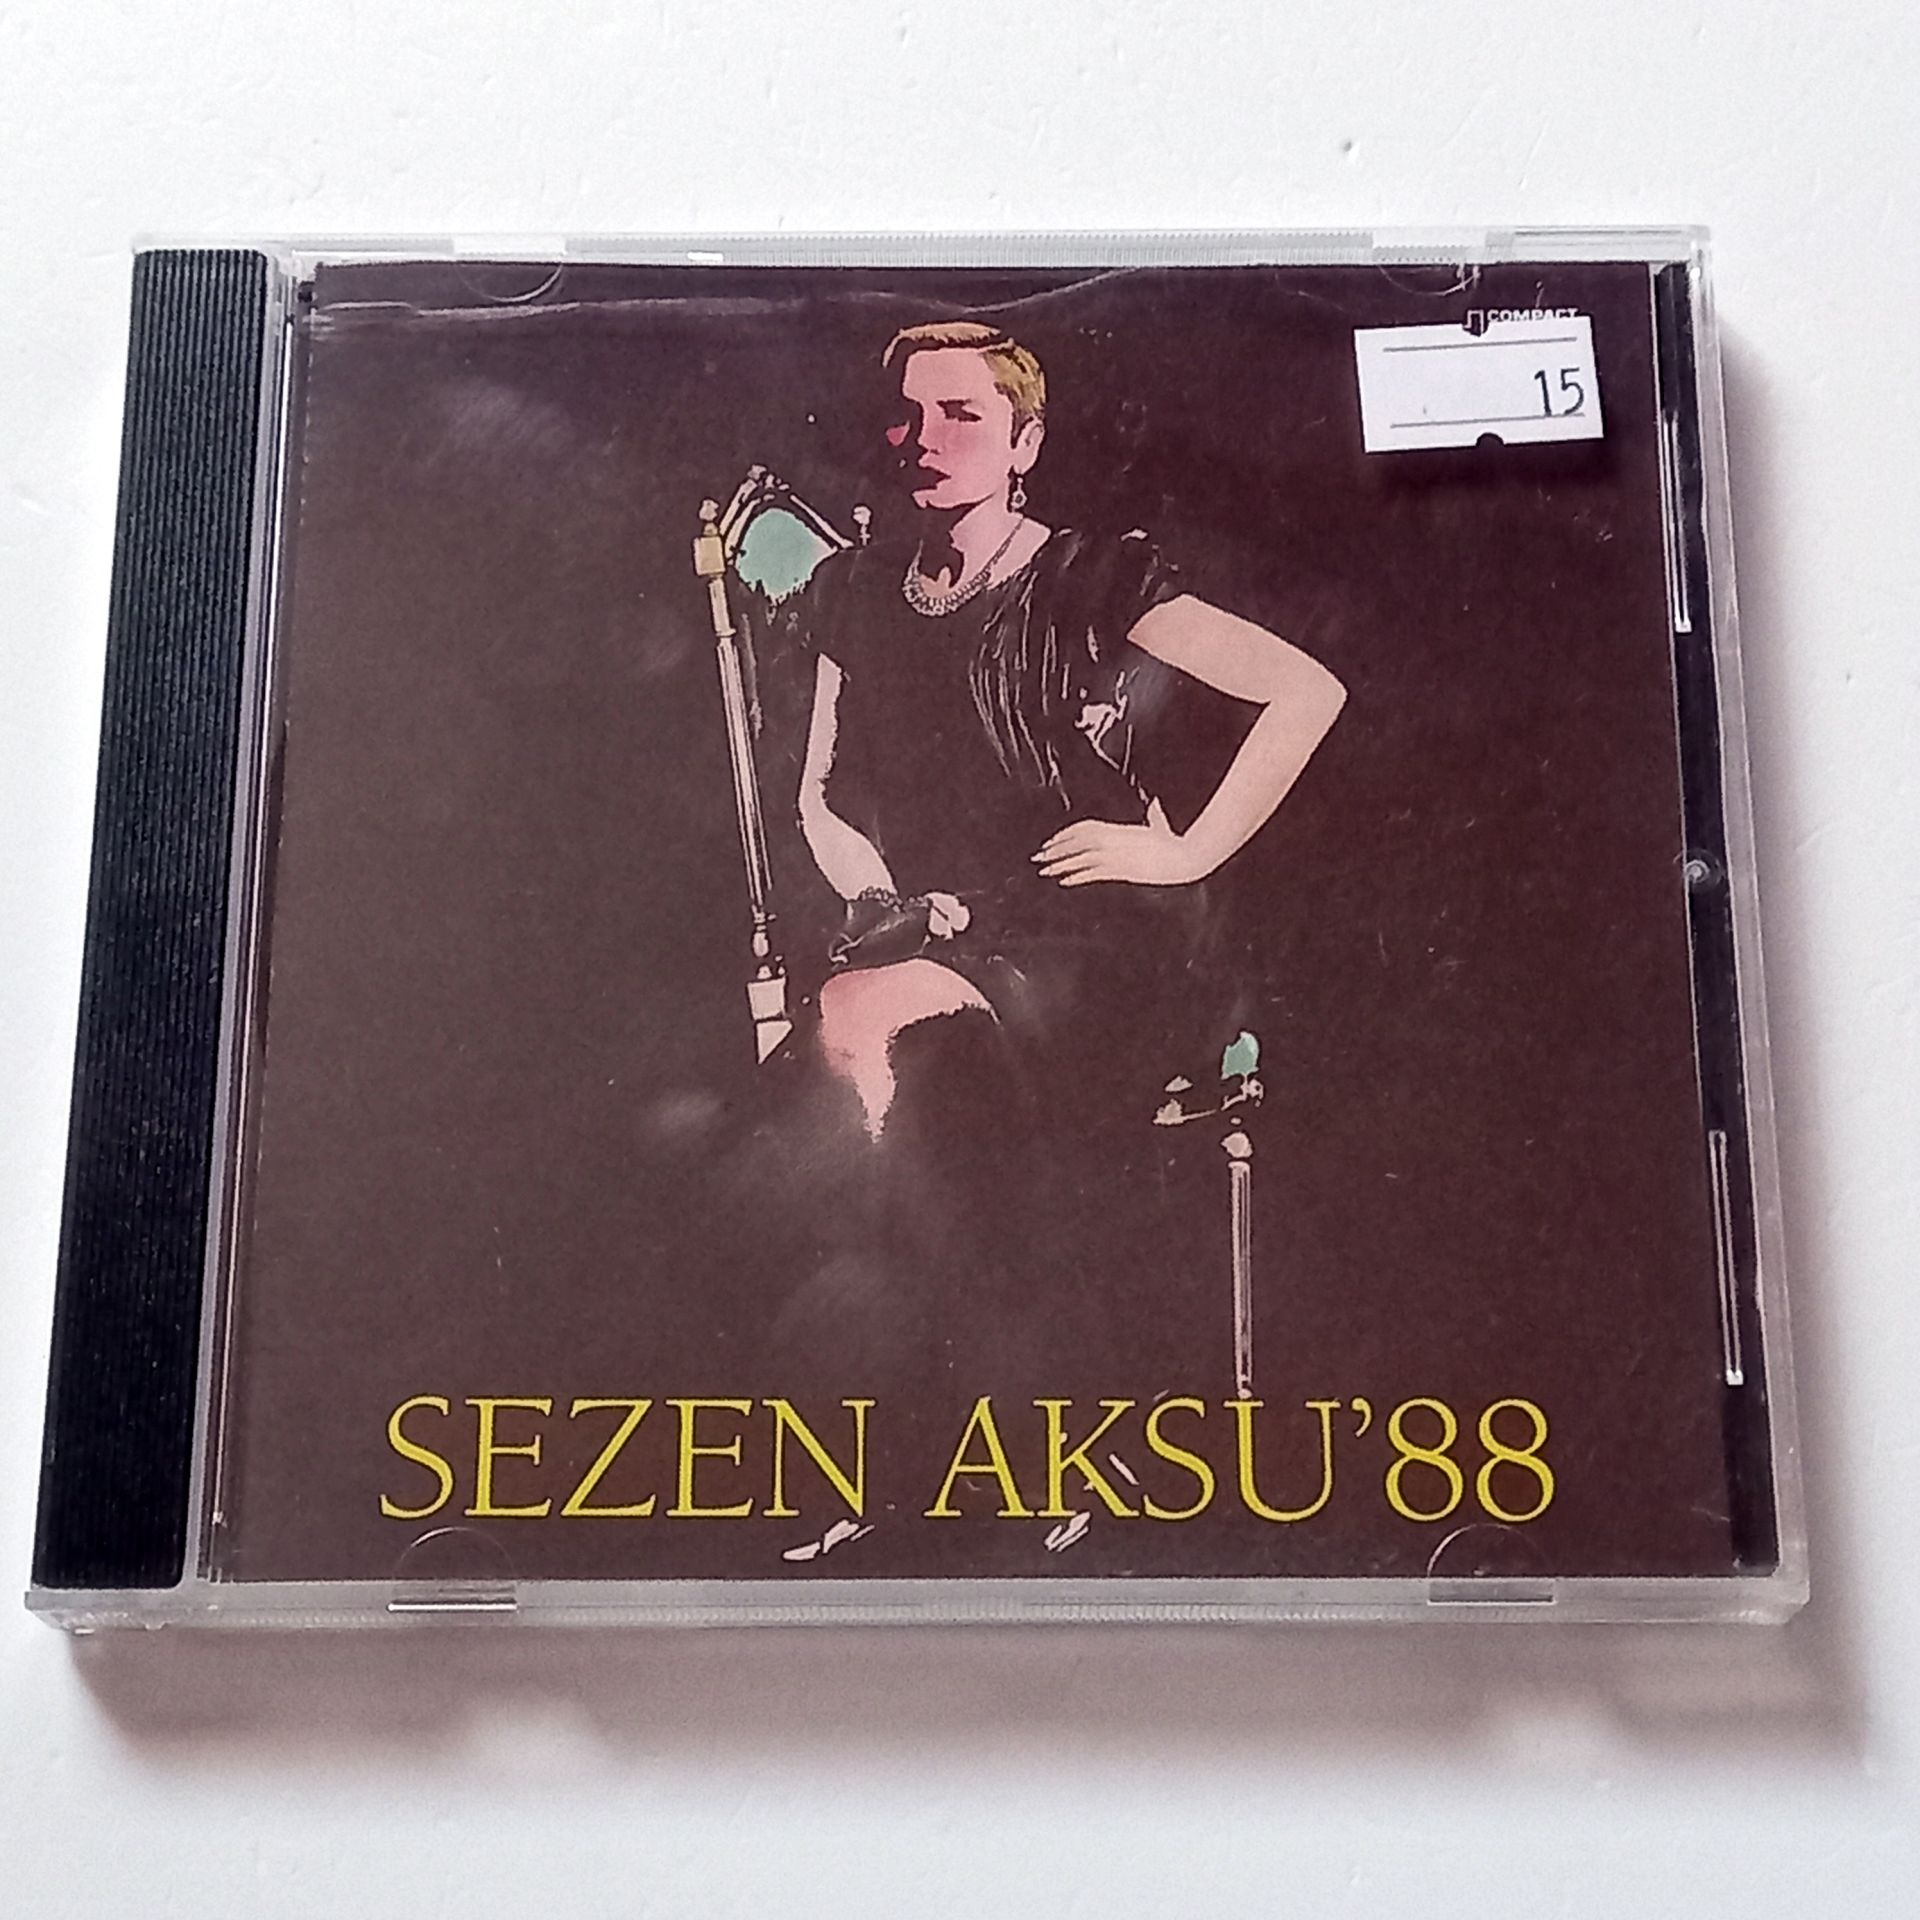 COMPACT
15
SEZEN AKSU'88